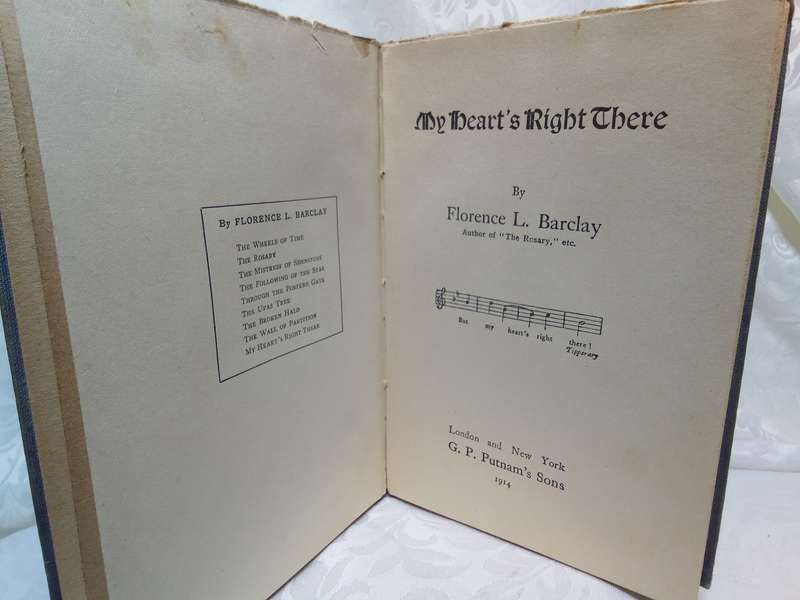 By FLORENCE L. BARCLAY
THE WHEELS OF TIME
THE ROSARY
THE MISTRESS OF SHENSTONE
THE FOLLOWING OF THE STAR
THROUGH THE POSTERN GATE
THE UPAS TREE
THE BROKEN HALO
THE WALL OF PARTITION
MY HEART'S RIGHT THERE
My Heart's Right There
By
Florence L. Barclay
Author of "The Rosary," etc.
But my heart's right there!
Tipperary
London and New York
G. P. Putnam's Sons
1914